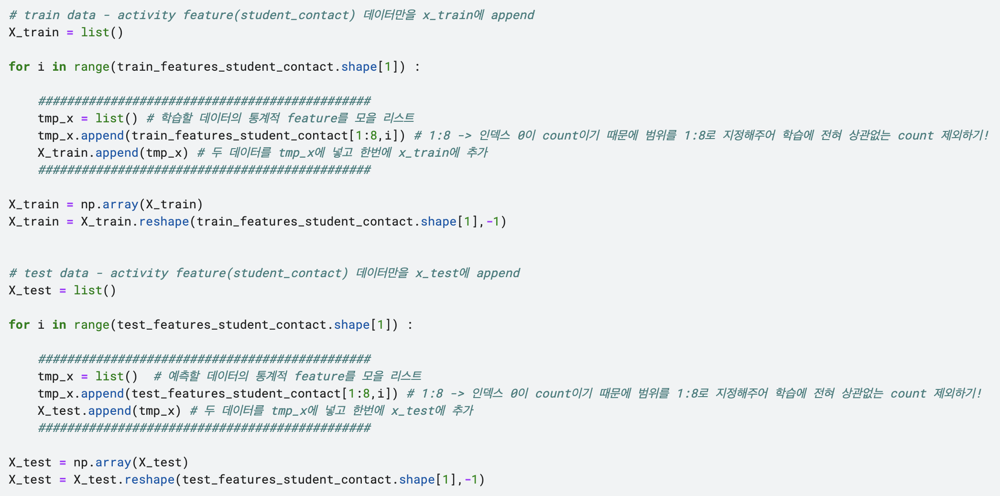 # train data - activity feature(student_contact) 데이터만을 x_train에 append
X_train = list()
for i in range(train_features_student_contact.shape[1]) :
##############################################
tmp_x = list() # 학습할 데이터의 통계적 feature를 모을 리스트
tmp_x.append(train_features_student_contact[1:8,i]) # 1:8 -> 인덱스 0이 count이기 때문에 범위를 1:8로 지정해주어 학습에 전혀 상관없는 count 제외하기!
X_train.append(tmp_x) # 두 데이터를 tmp_x에 넣고 한번에 x_train에 추가
##############################################
X_train = np.array(X_train)
X_train = X_train.reshape(train_features_student_contact.shape[1],-1)
# test data - activity feature(student_contact) 데이터만을 x_test에 append
X_test = list()
for i in range(test_features_student_contact.shape[1]) :
##############################################
tmp_x = list()  # 예측할 데이터의 통계적 feature를 모을 리스트
tmp_x.append(test_features_student_contact[1:8,i]) # 1:8 -> 인덱스 0이 count이기 때문에 범위를 1:8로 지정해주어 학습에 전혀 상관없는 count 제외하기!
X_test.append(tmp_x) # 두 데이터를 tmp_x에 넣고 한번에 x_test에 추가
##############################################
X_test = np.array(X_test)
X_test = X_test.reshape(test_features_student_contact.shape[1],-1)